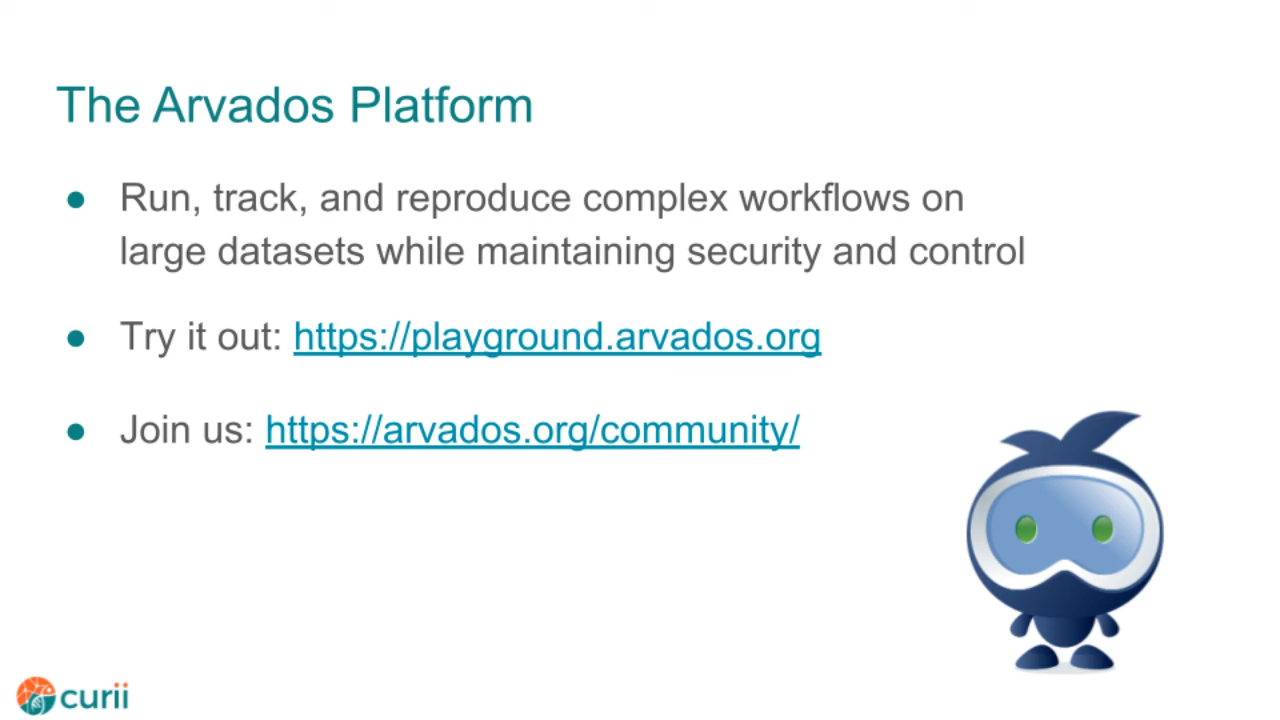 The Arvados Platform
● Run, track, and reproduce complex workflows on
large datasets while maintaining security and control
● Try it out: https://playground.arvados.org
● Join us: https://arvados.org/community/
curii